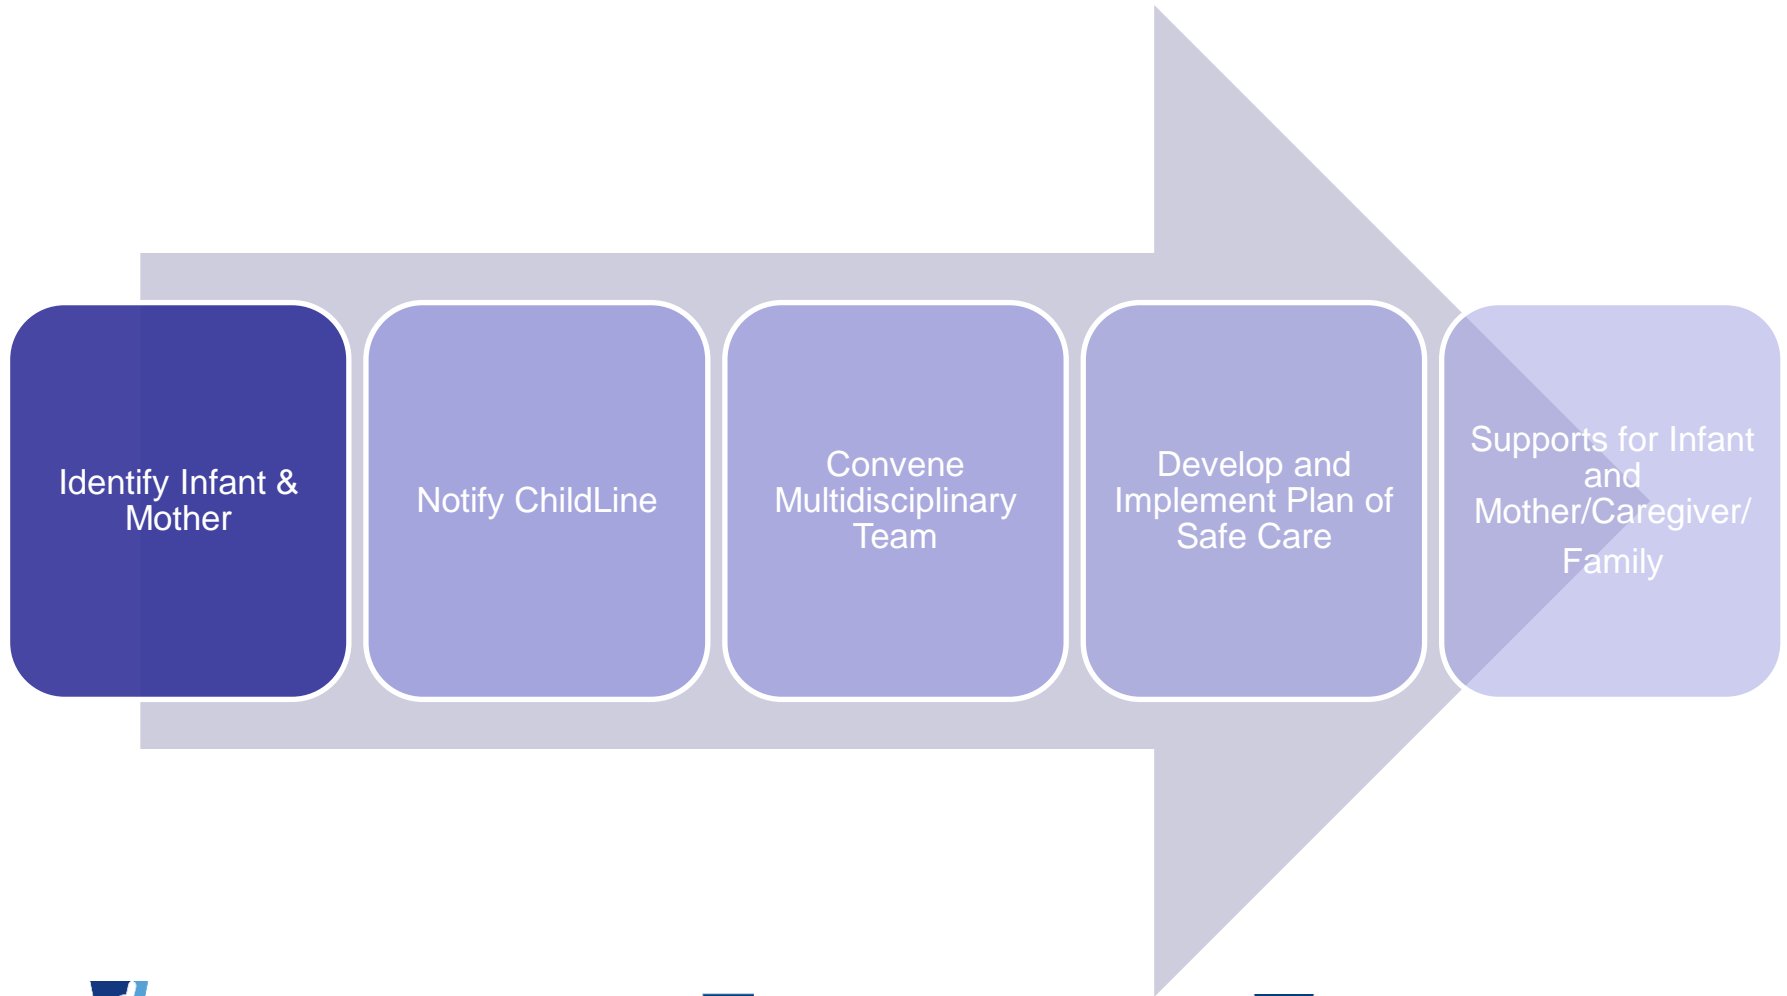 Identify Infant &
Mother
Notify ChildLine
Convene
Multidisciplinary
Team
Develop and
Implement Plan of
Safe Care
Supports for Infant
and
Mother/Caregiver/
Family